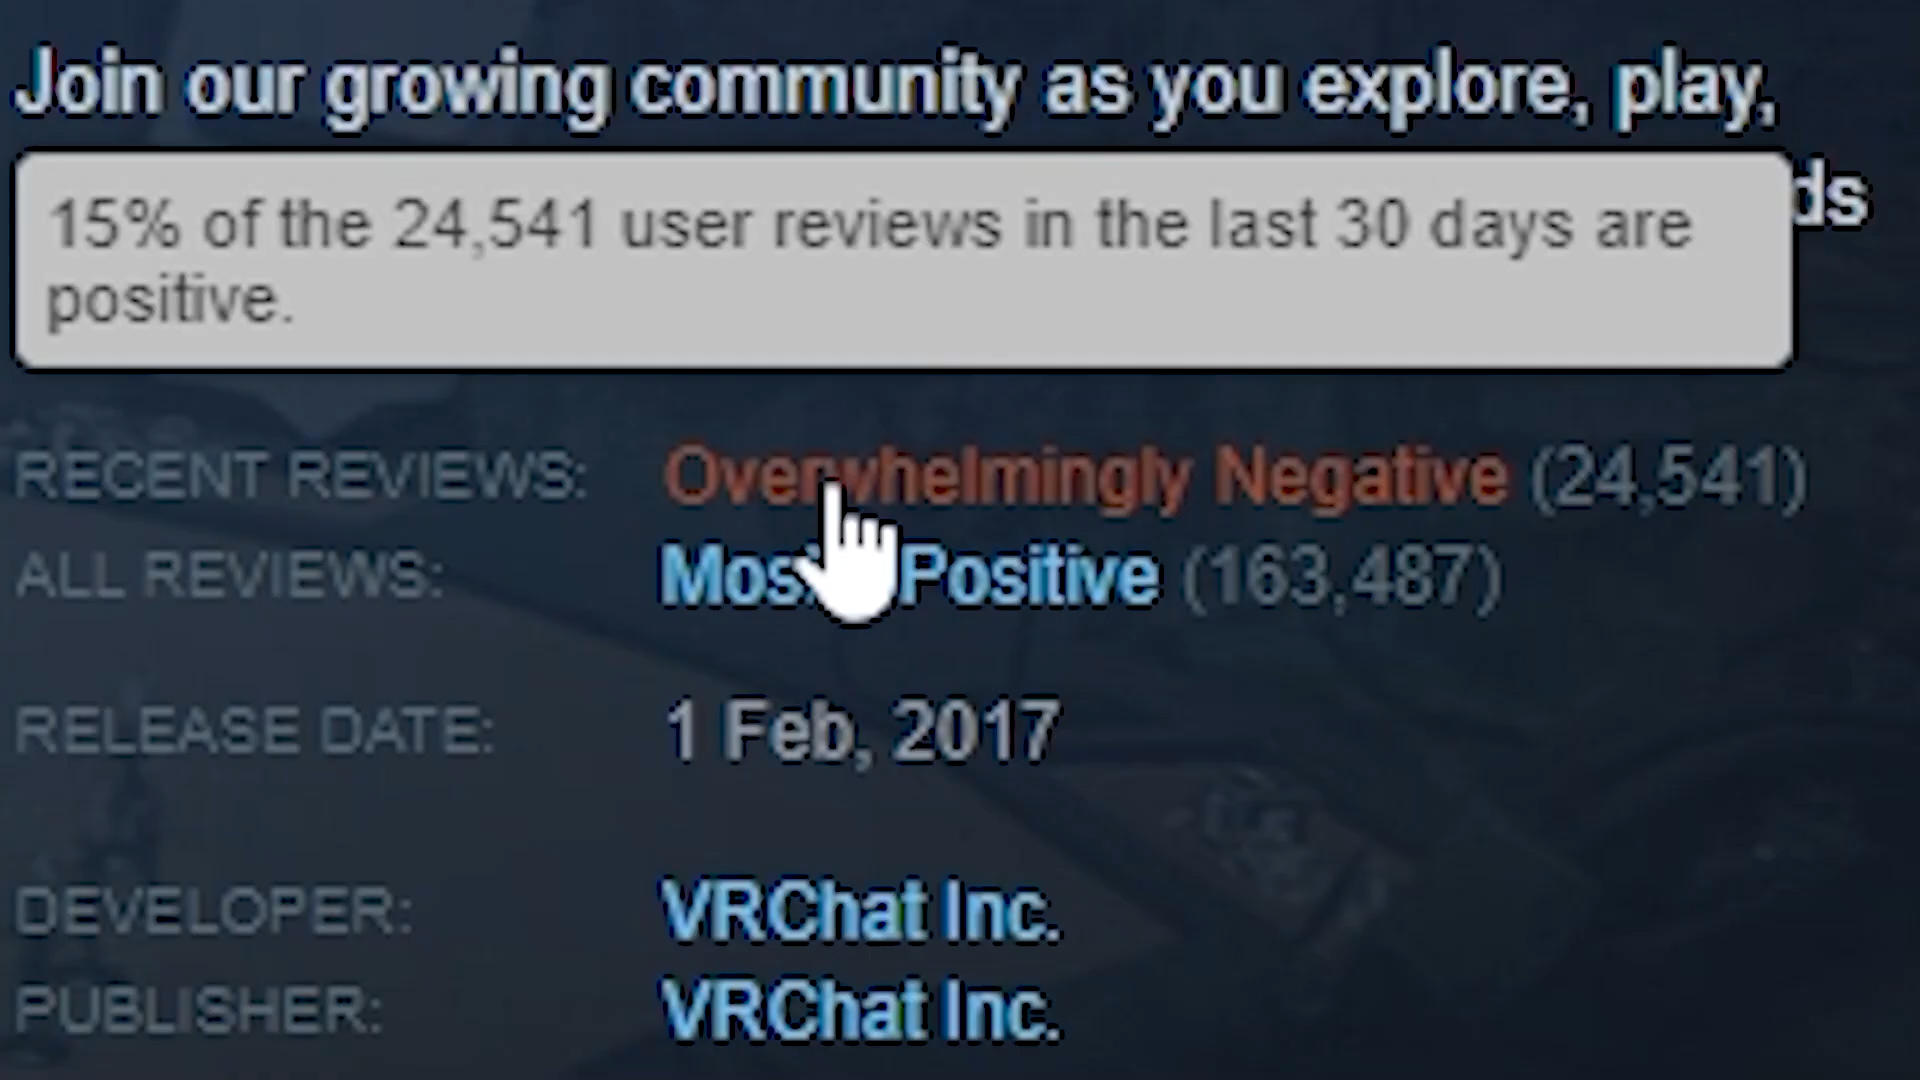 Join our growing community as you explore, play,
15% of the 24,541 user reviews in the last 30 days are
positive.
RECENT REVIEWS: Overwhelmingly Negative (24,541)
ALL REVIEWS: Positive (163,487)
RELEASE DATE: 1 Feb, 2017
DEVELOPER: VRChat Inc.
PUBLISHER: VRChat Inc.